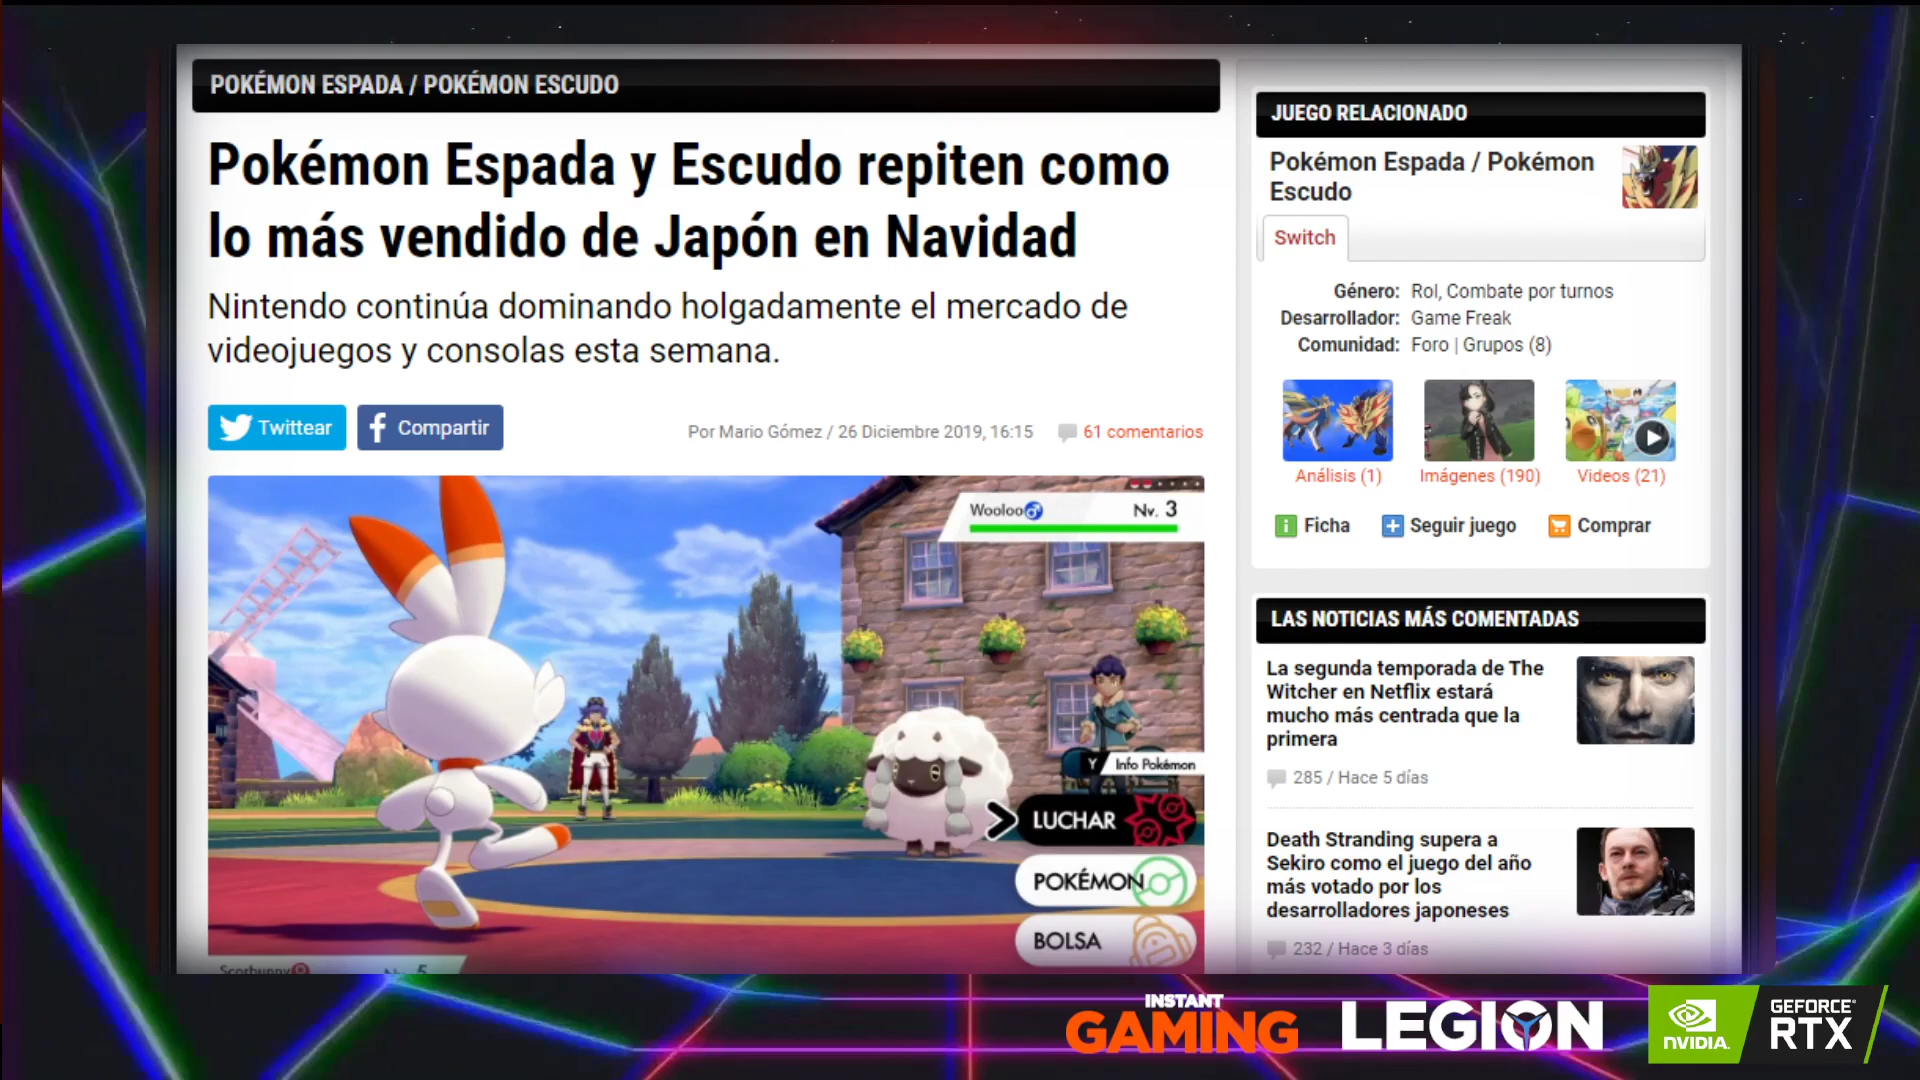 POKÉMON ESPADA / POKÉMON ESCUDO
Pokémon Espada y Escudo repiten como
lo más vendido de Japón en Navidad
Nintendo continúa dominando holgadamente el mercado de
videojuegos y consolas esta semana.
Twittear
Compartir
Por Mario Gómez / 26 Diciembre 2019, 16:15
61 comentarios
Wooloo
Nv. 3
Y Info Pokémon
LUCHAR
POKÉMON
BOLSA
Scorbunny
Nv. 5
JUEGO RELACIONADO
Pokémon Espada / Pokémon
Escudo
Switch
Género: Rol, Combate por turnos
Desarrollador: Game Freak
Comunidad: Foro | Grupos (8)
Análisis (1)
Imágenes (190)
Videos (21)
Ficha
Seguir juego
Comprar
LAS NOTICIAS MÁS COMENTADAS
La segunda temporada de The
Witcher en Netflix estará
mucho más centrada que la
primera
285 / Hace 5 días
Death Stranding supera a
Sekiro como el juego del año
más votado por los
desarrolladores japoneses
232 / Hace 3 días
INSTANT
GAMING
LEGION
NVIDIA.
GEFORCE
RTX